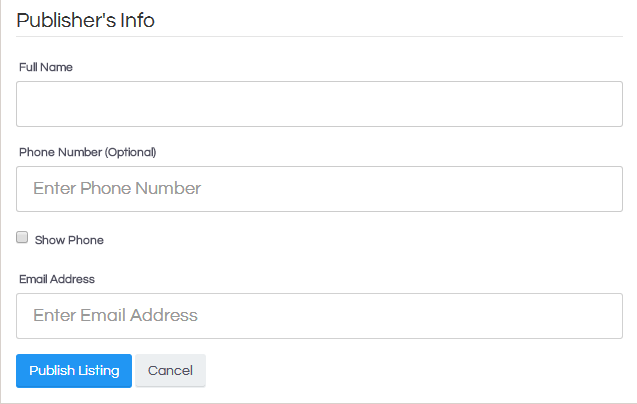 Publisher's Info
Full Name
Phone Number (Optional)
Enter Phone Number
Show Phone
Email Address
Enter Email Address
Publish Listing Cancel